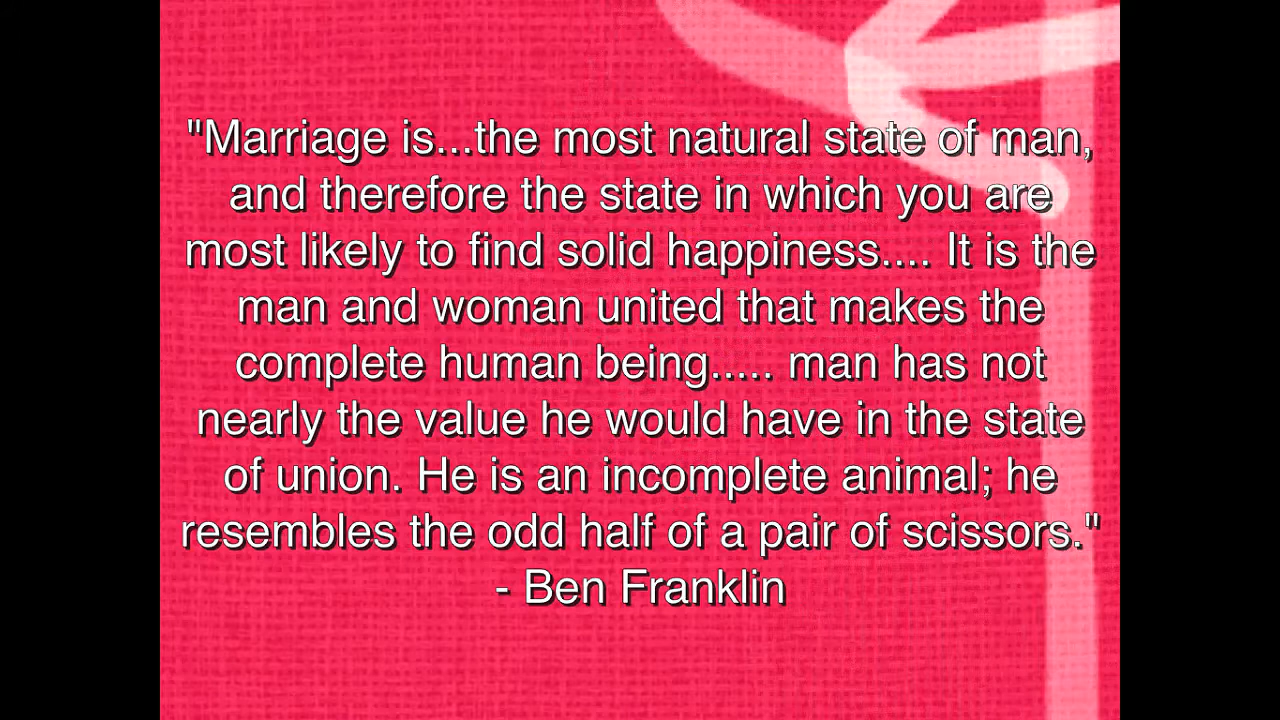 "Marriage is...the most natural state of man,
and therefore the state in which you are
most likely to find solid happiness.... It is the
man and woman united that makes the
complete human being..... man has not
nearly the value he would have in the state
of union. He is an incomplete animal; he
resembles the odd half of a pair of scissors."
- Ben Franklin